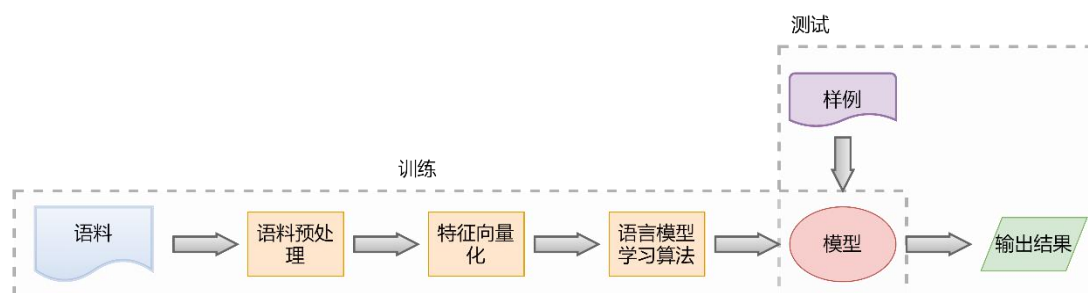 测试
样例
训练
语料
语料预处
理
特征向量
化
语言模型
学习算法
模型
输出结果